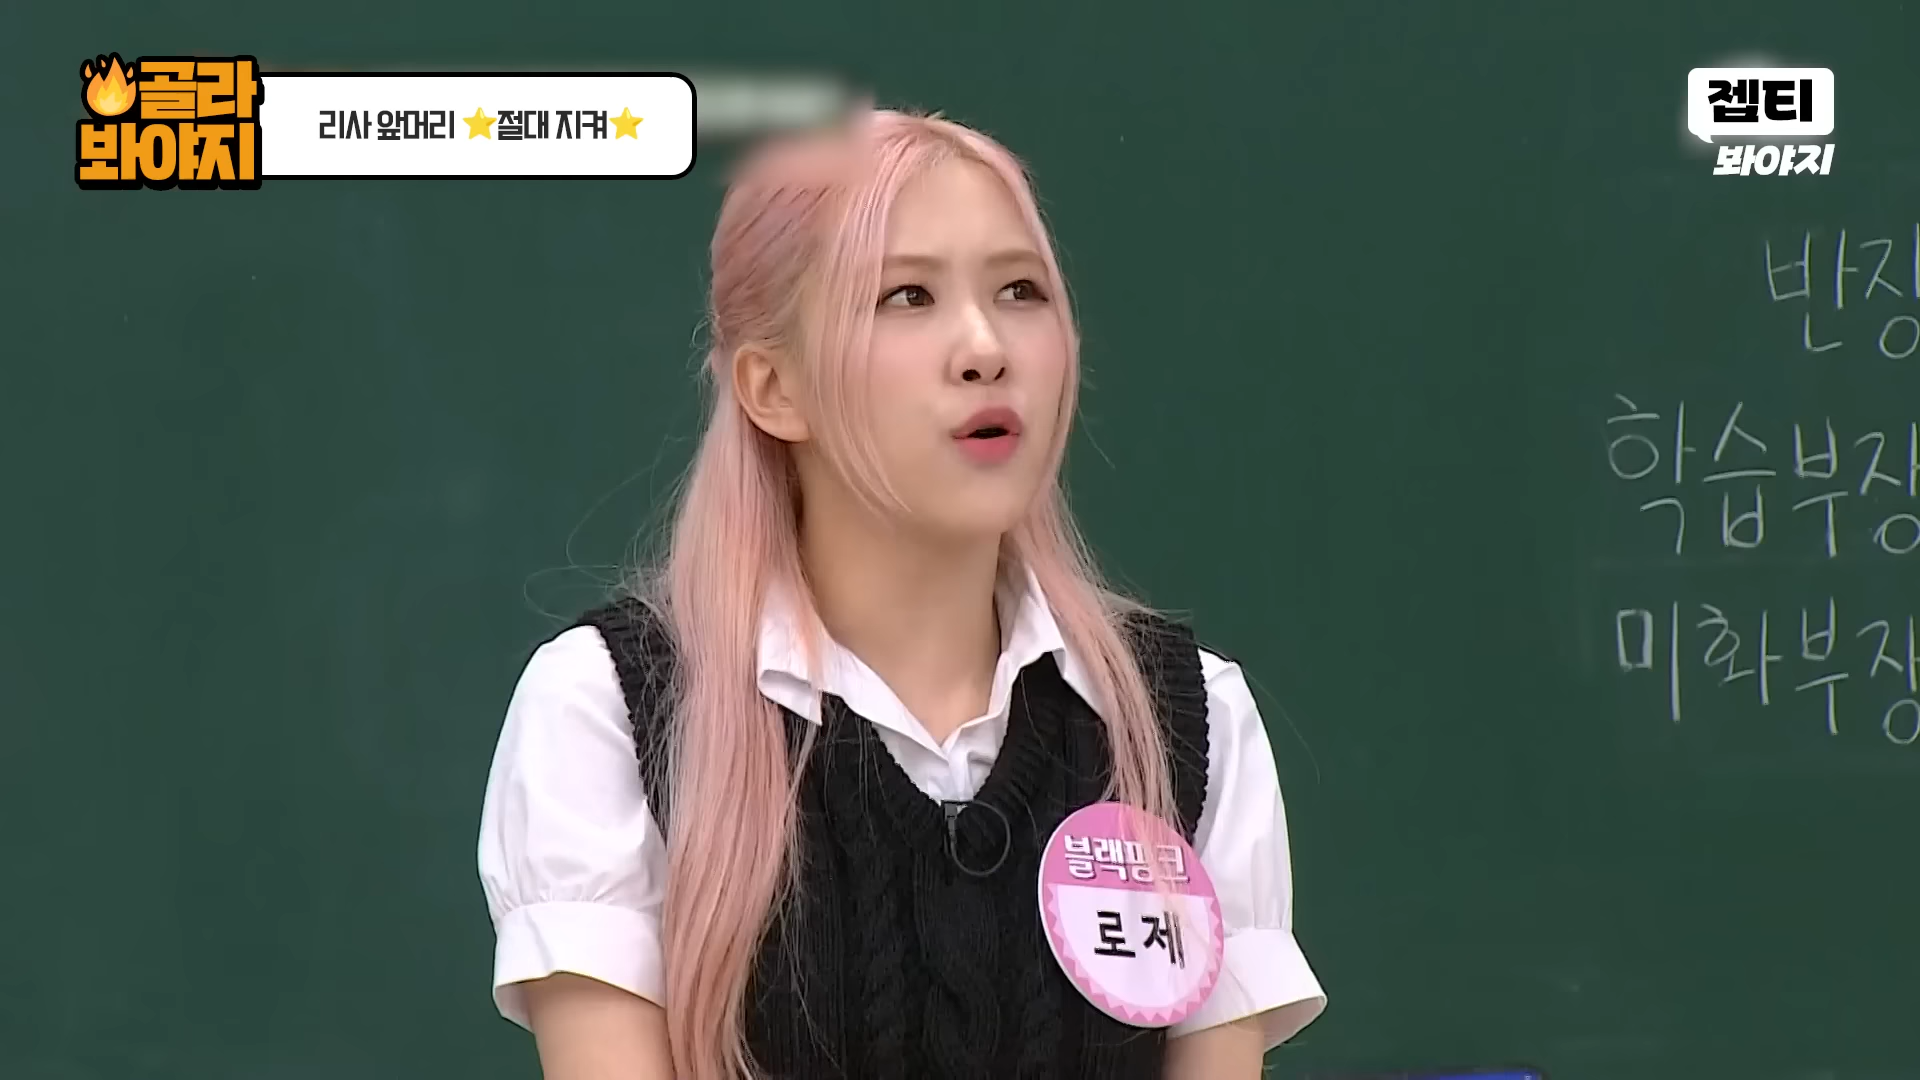 골라
봐야지
리사 앞머리 ⭐절대 지켜⭐
젭티
봐야지
반장
학습부장
미화부장
블랙핑크
로제